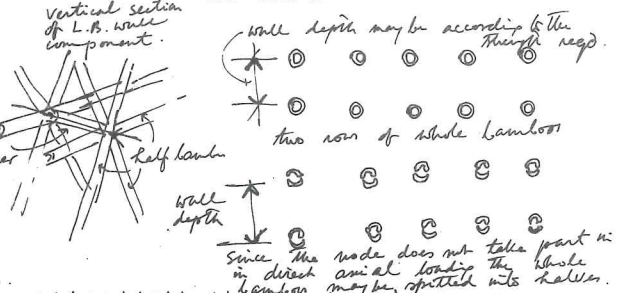 vertical section
of L.B. wall
component.
wall depth may be according to the
strength reqd.
two rows of whole bamboos
half bambu
wall
depth
Since, the node does not take part in
in direct axial loading the whole
bamboo may be splitted into halves.